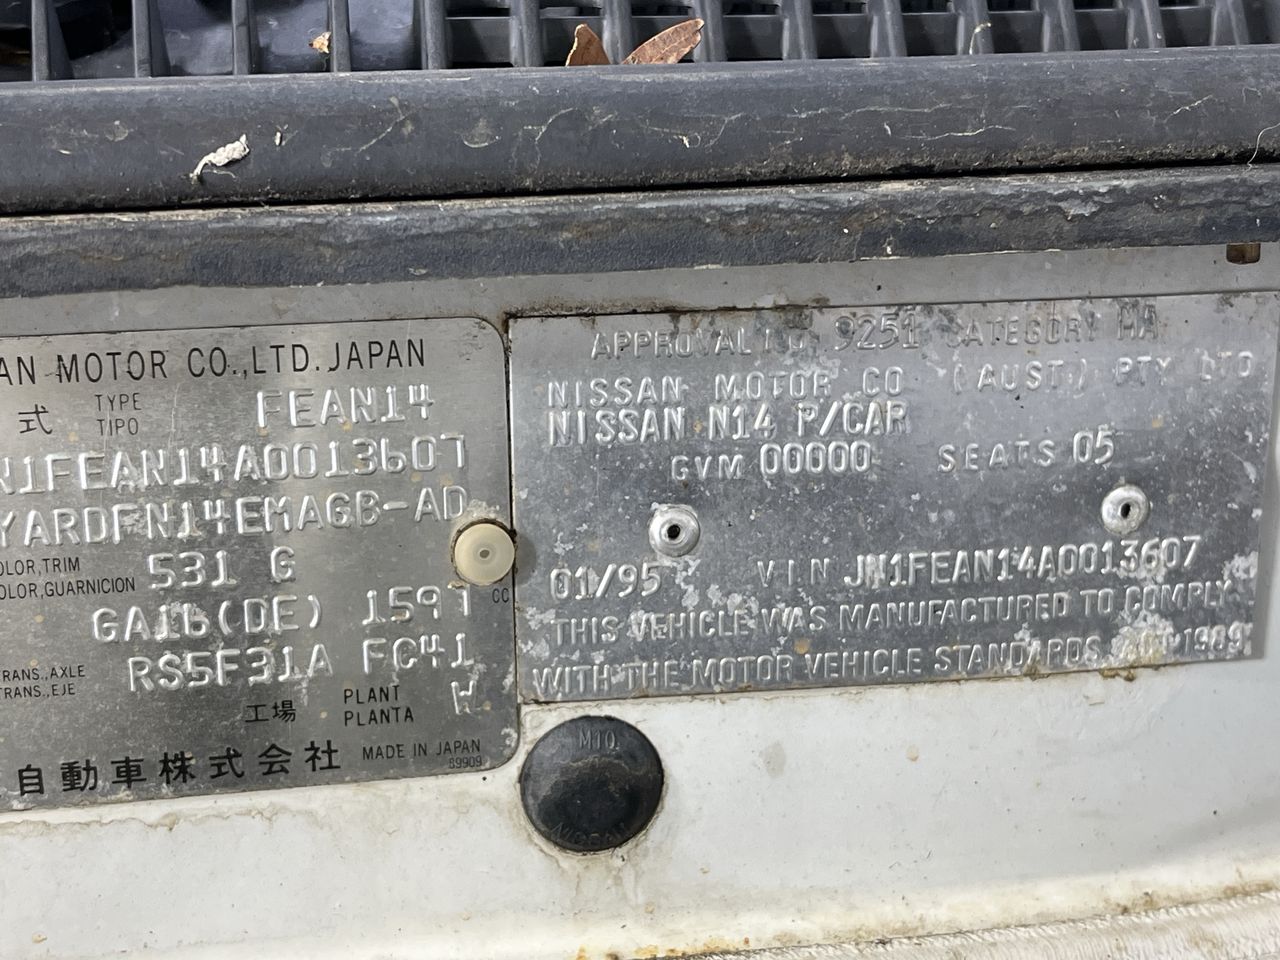 AN MOTOR CO.,LTD. JAPAN
式 TYPE TIPO FEAN14
N1FEAN14A0013607
YARDFN14EMAGB-AD
OLOR,TRIM
OLOR,GUARNICION 531 G
GA16(DE) 1597 CC
RANS.,AXLE
TRANS.,EJE RS5F31A FC41
工場 PLANT PLANTA W
自動車株式会社 MADE IN JAPAN
89909
APPROVAL NO 9251 CATEGORY MA
NISSAN MOTOR CO (AUST.) PTY LTD
NISSAN N14 P/CAR
GVM 00000 SEATS 05
01/95 VIN JN1FEAN14A0013607
THIS VEHICLE WAS MANUFACTURED TO COMPLY
WITH THE MOTOR VEHICLE STANDARDS ACT 1989
M10
NISSAN